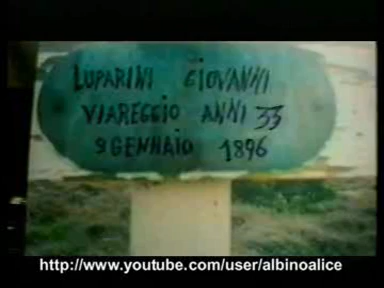 LUPARINI GIOVANNI
VIAREGGIO ANNI 33
9 GENNAIO 1896
http://www.youtube.com/user/albinoalice